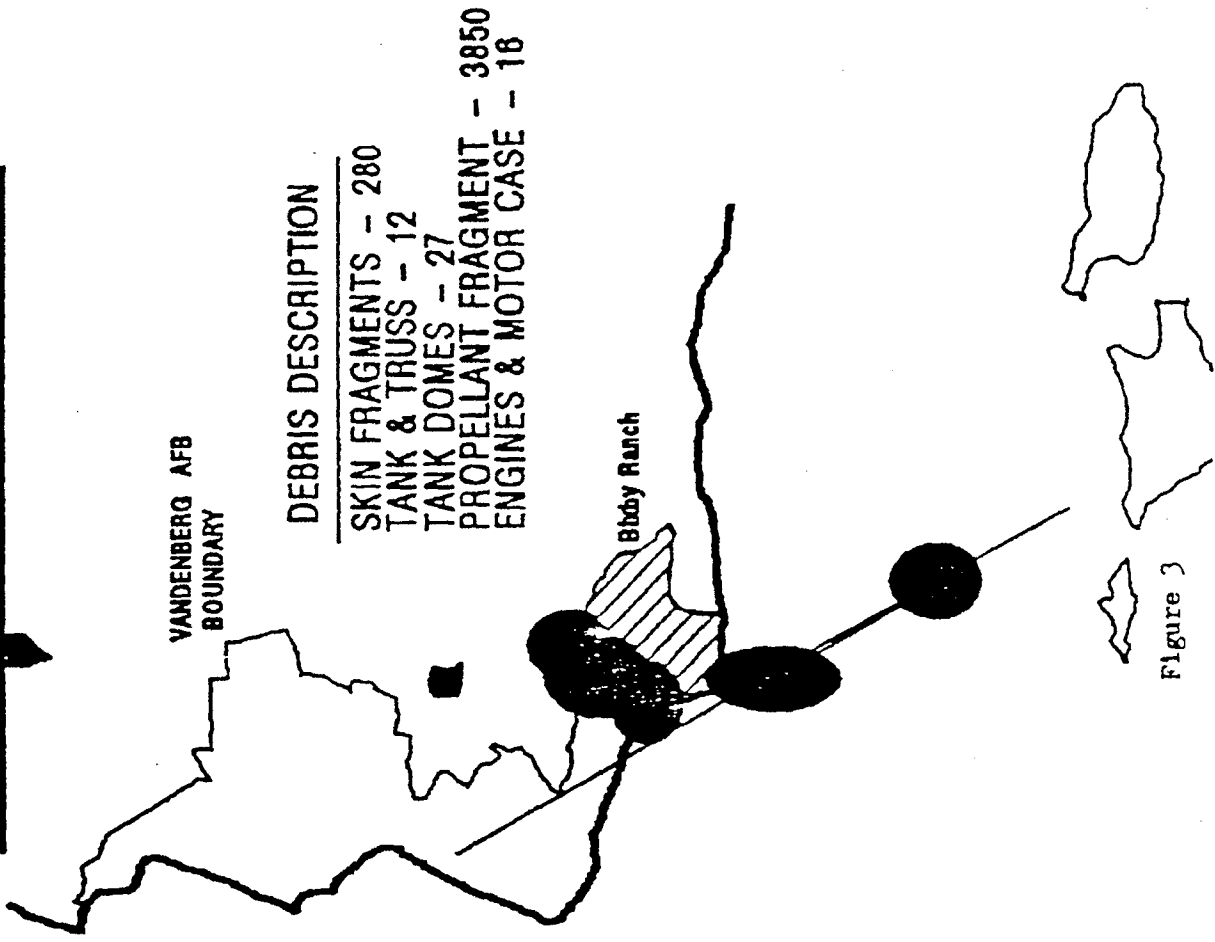 VANDENBERG AFB
BOUNDARY
DEBRIS DESCRIPTION
SKIN FRAGMENTS - 280
TANK & TRUSS - 12
TANK DOMES - 27
PROPELLANT FRAGMENT - 3850
ENGINES & MOTOR CASE - 18
Ranch
Figure 3